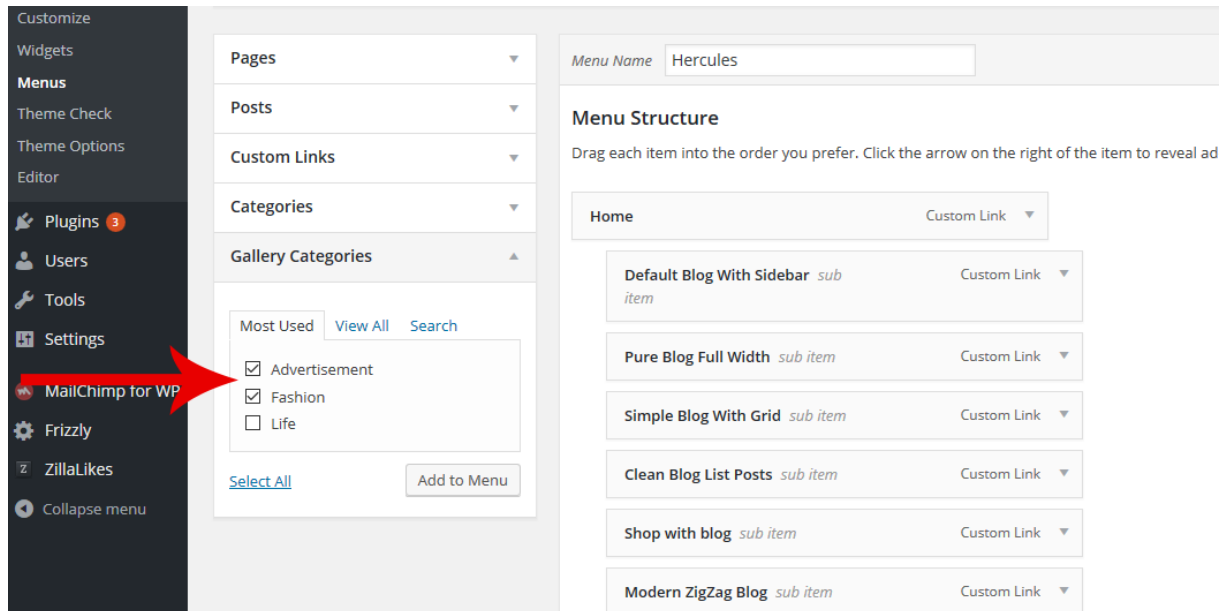 Customize
Widgets
Menus
Theme Check
Theme Options
Editor
Plugins 3
Users
Tools
Settings
MailChimp for WP
Frizzly
Z ZillaLikes
Collapse menu
Pages
Posts
Custom Links
Categories
Gallery Categories
Most Used View All Search
Advertisement
Fashion
Life
Select All Add to Menu
Menu Name Hercules
Menu Structure
Drag each item into the order you prefer. Click the arrow on the right of the item to reveal ad
Home Custom Link
Default Blog With Sidebar sub Custom Link
item
Pure Blog Full Width sub item Custom Link
Simple Blog With Grid sub item Custom Link
Clean Blog List Posts sub item Custom Link
Shop with blog sub item Custom Link
Modern ZigZag Blog sub item Custom Link